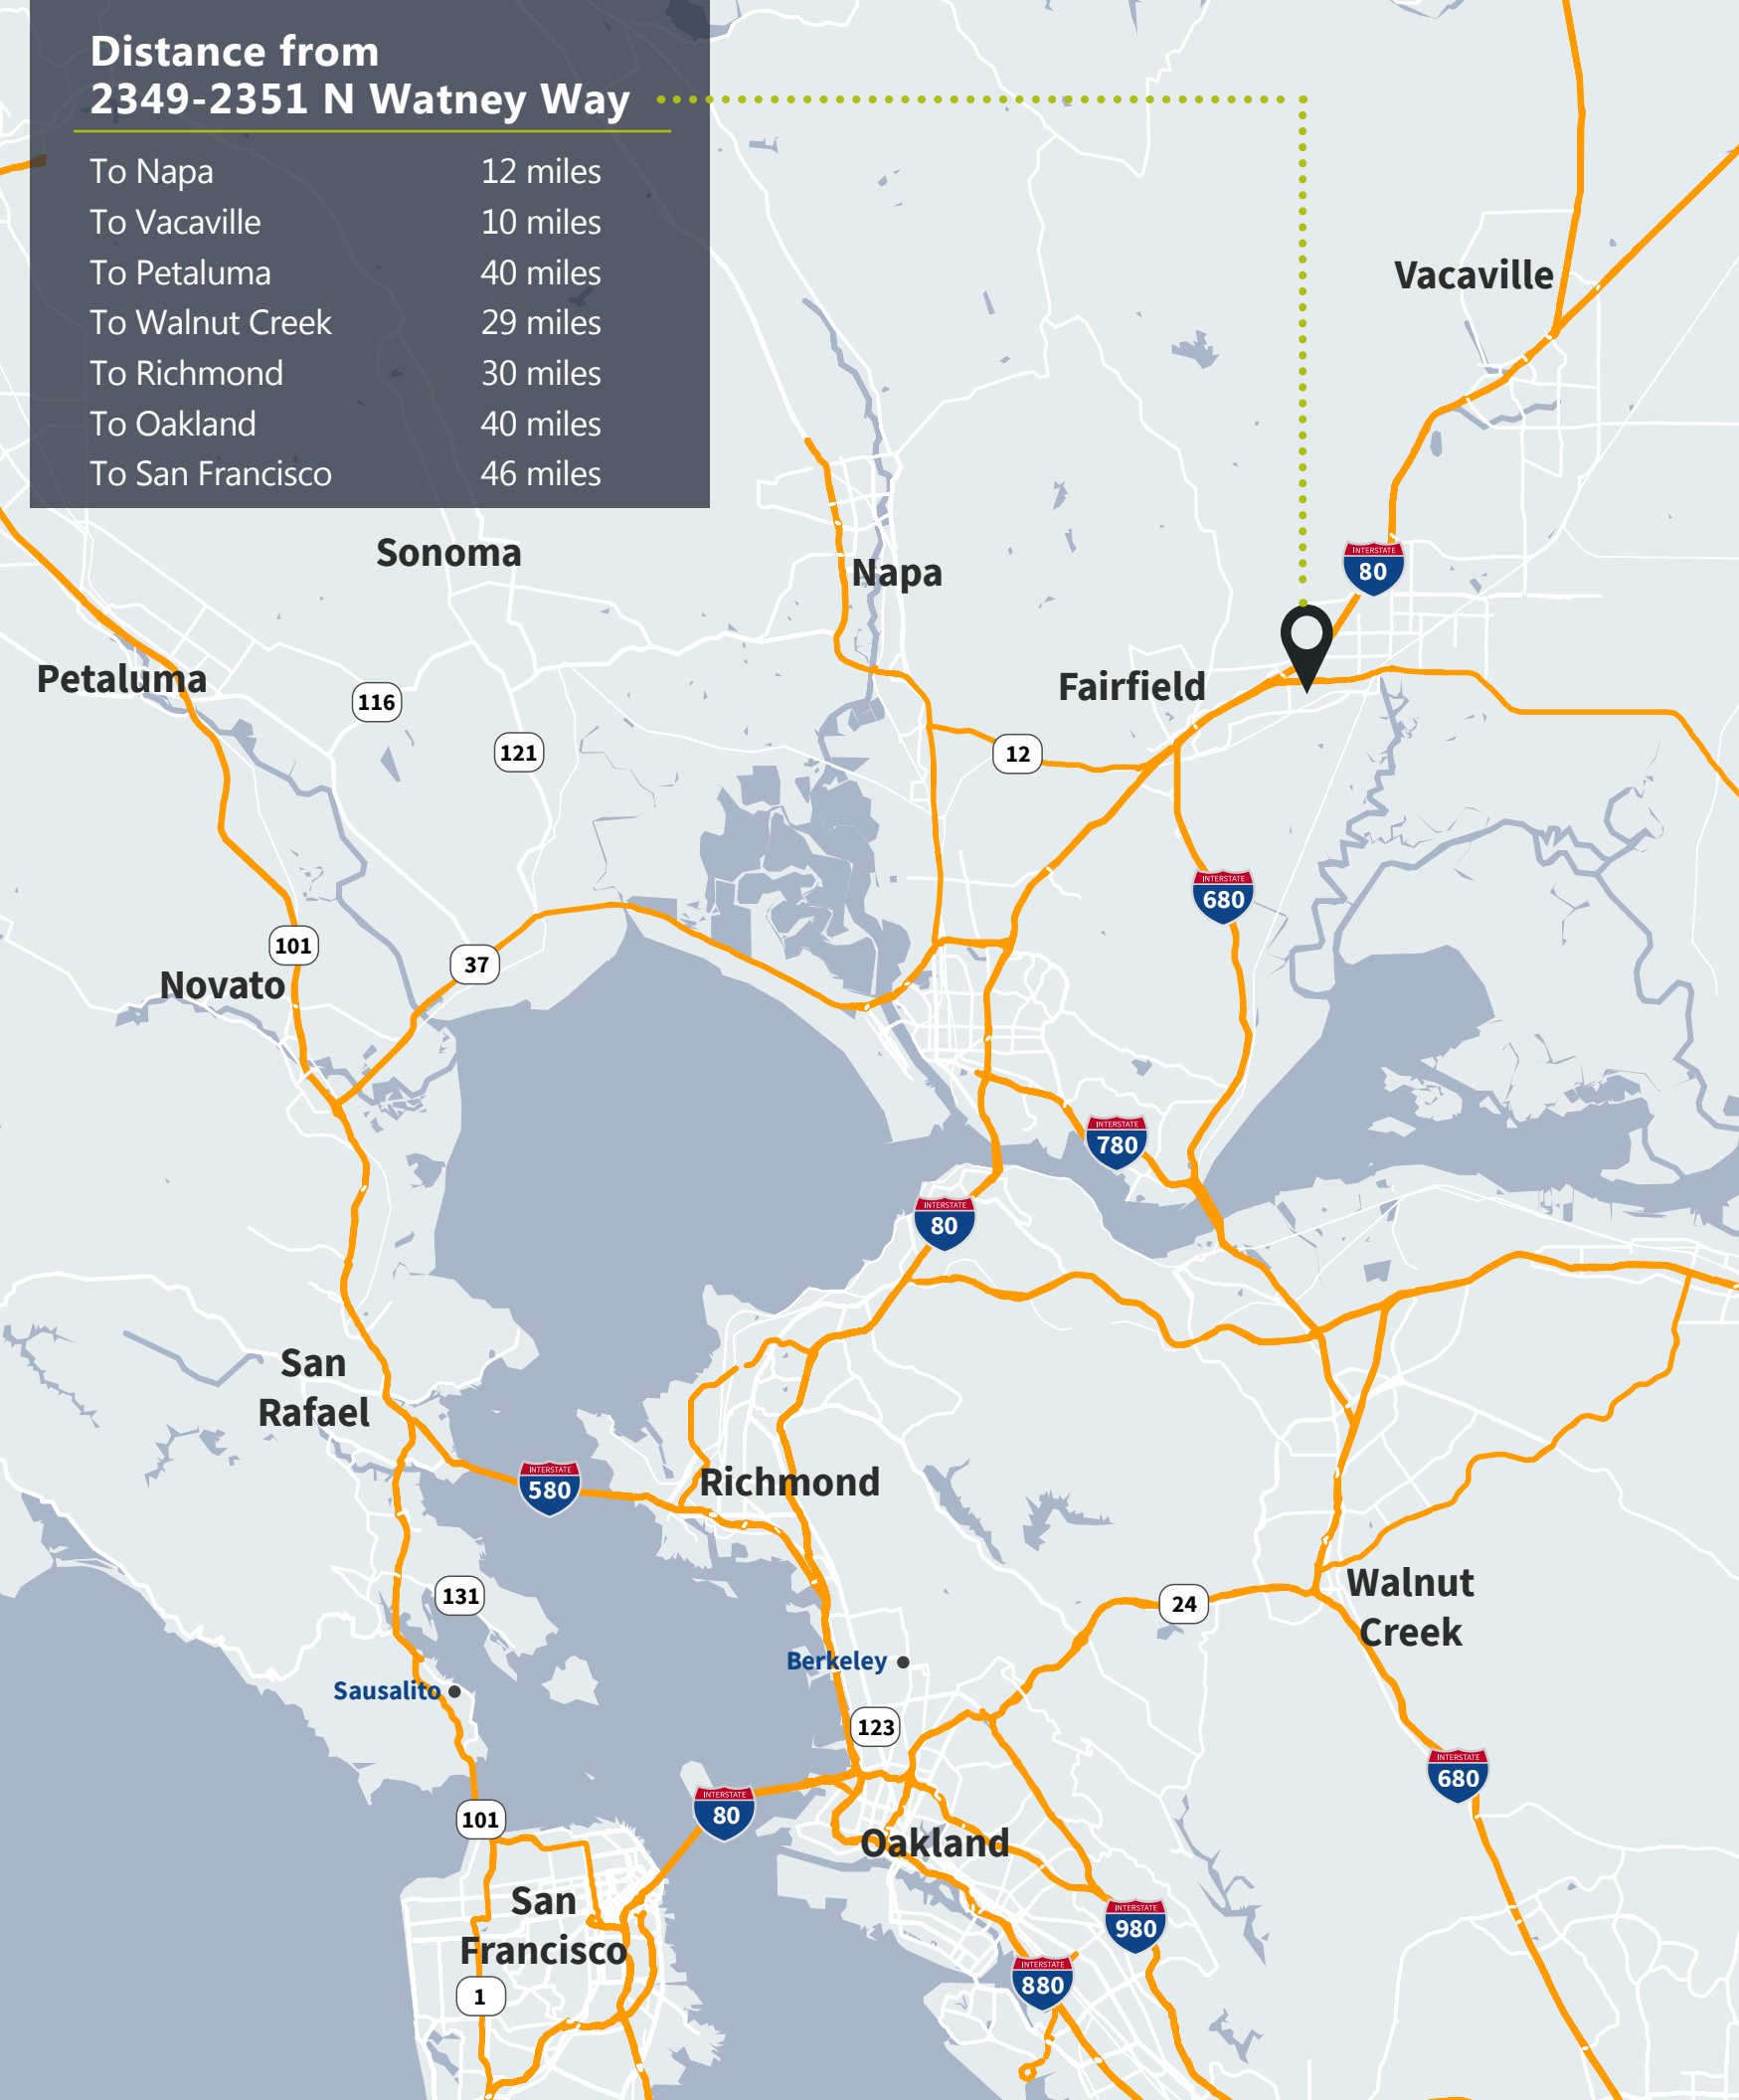 Distance from
2349-2351 N Watney Way
To Napa 12 miles
To Vacaville 10 miles
To Petaluma 40 miles
To Walnut Creek 29 miles
To Richmond 30 miles
To Oakland 40 miles
To San Francisco 46 miles
Vacaville
Sonoma
Napa
INTERSTATE
80
Petaluma
Fairfield
116
121
12
INTERSTATE
680
101
37
Novato
INTERSTATE
780
INTERSTATE
80
San
Rafael
Richmond
INTERSTATE
580
Walnut
Creek
131
24
Berkeley
Sausalito
123
INTERSTATE
680
INTERSTATE
80
101
Oakland
San
Francisco
INTERSTATE
980
INTERSTATE
880
1